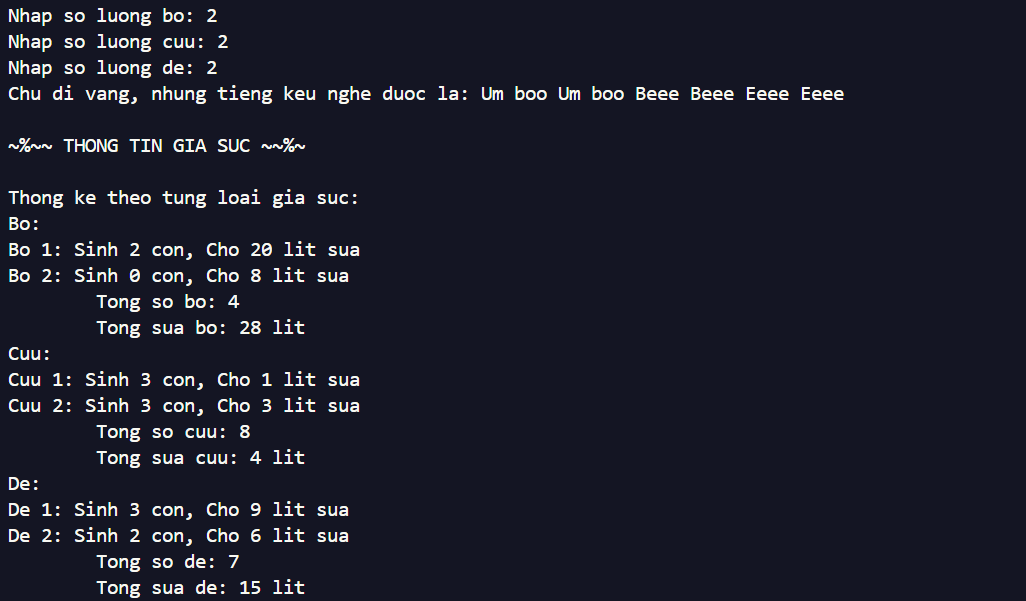 Nhap so luong bo: 2
Nhap so luong cuu: 2
Nhap so luong de: 2
Chu di vang, nhung tieng keu nghe duoc la: Um boo Um boo Beee Beee Eeee Eeee
~%~~ THONG TIN GIA SUC ~~%~
Thong ke theo tung loai gia suc:
Bo:
Bo 1: Sinh 2 con, Cho 20 lit sua
Bo 2: Sinh 0 con, Cho 8 lit sua
Tong so bo: 4
Tong sua bo: 28 lit
Cuu:
Cuu 1: Sinh 3 con, Cho 1 lit sua
Cuu 2: Sinh 3 con, Cho 3 lit sua
Tong so cuu: 8
Tong sua cuu: 4 lit
De:
De 1: Sinh 3 con, Cho 9 lit sua
De 2: Sinh 2 con, Cho 6 lit sua
Tong so de: 7
Tong sua de: 15 lit